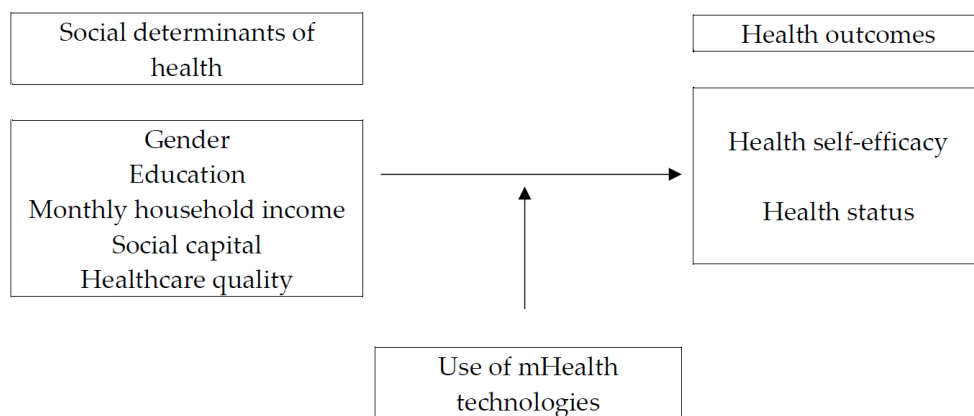 Social determinants of
health
Health outcomes
Gender
Education
Monthly household income
Social capital
Healthcare quality
Health self-efficacy
Health status
Use of mHealth
technologies